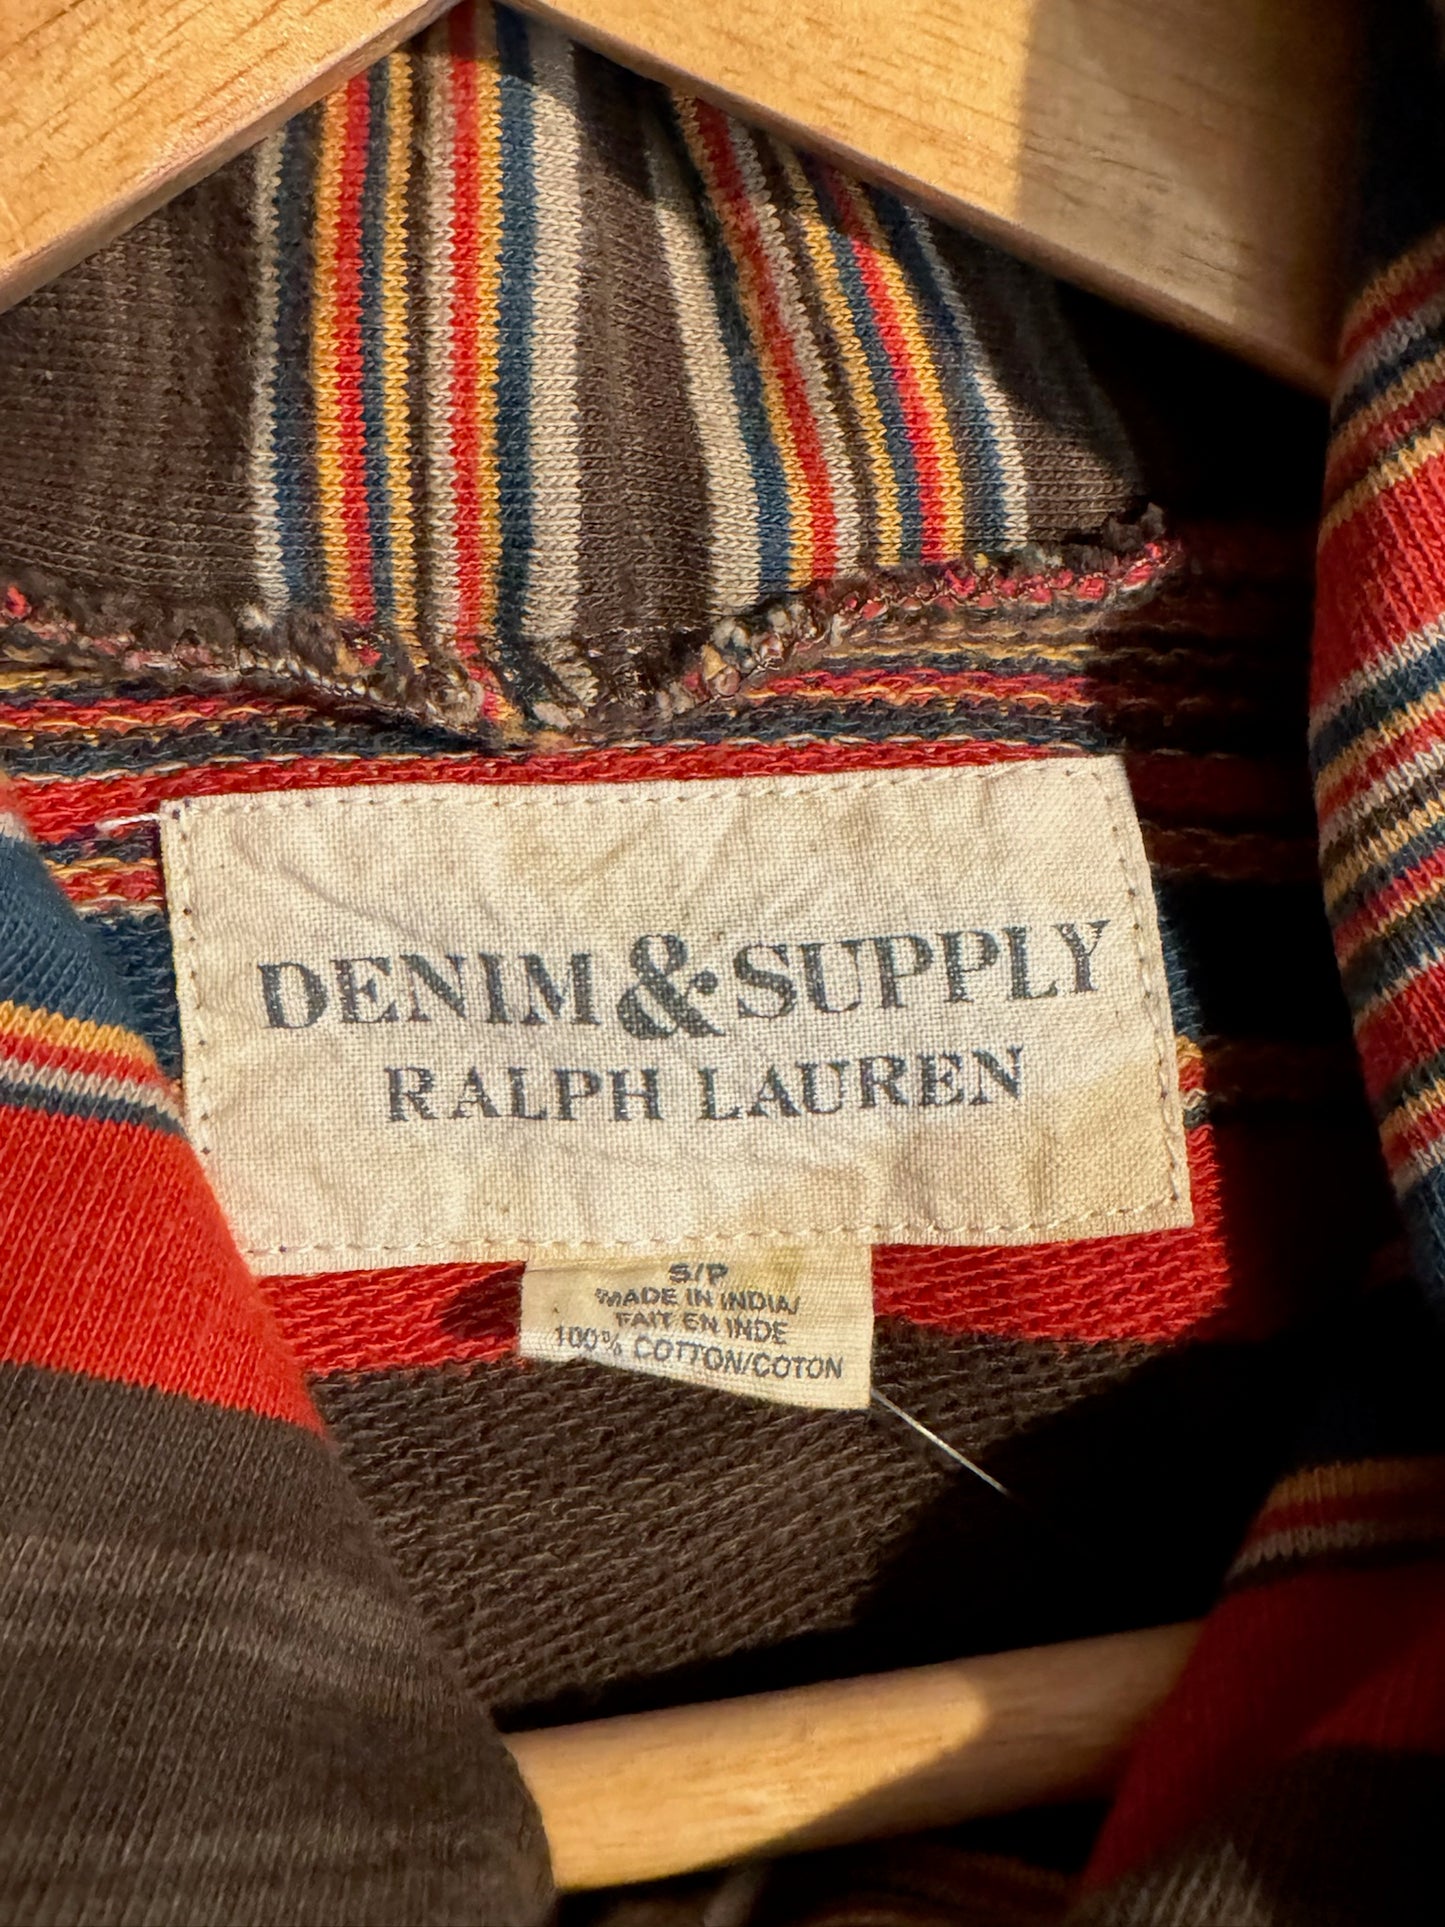 DENIM & SUPPLY
RALPH LAUREN
S/P
MADE IN INDIA/
FAIT EN INDE
100% COTTON/COTON